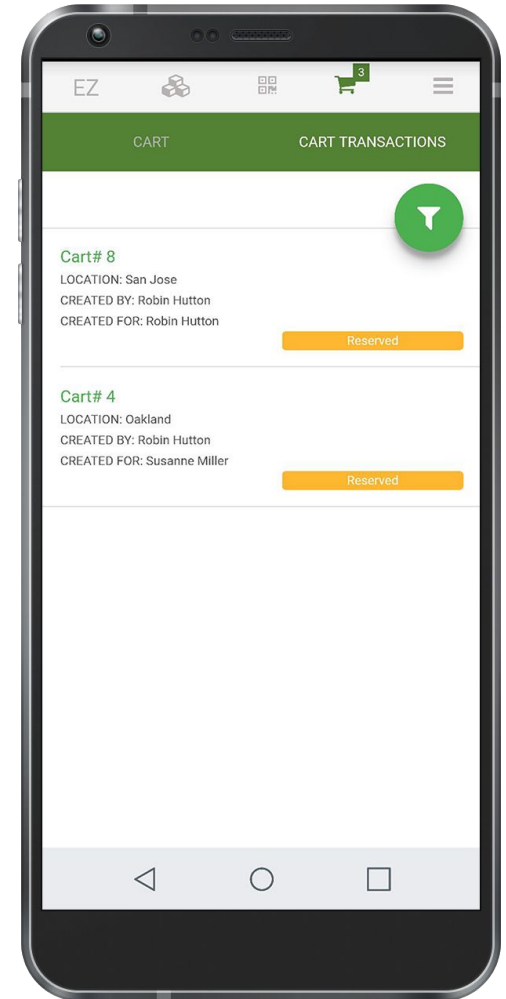 EZ
3
CART
CART TRANSACTIONS
Cart# 8
LOCATION: San Jose
CREATED BY: Robin Hutton
CREATED FOR: Robin Hutton
Reserved
Cart# 4
LOCATION: Oakland
CREATED BY: Robin Hutton
CREATED FOR: Susanne Miller
Reserved